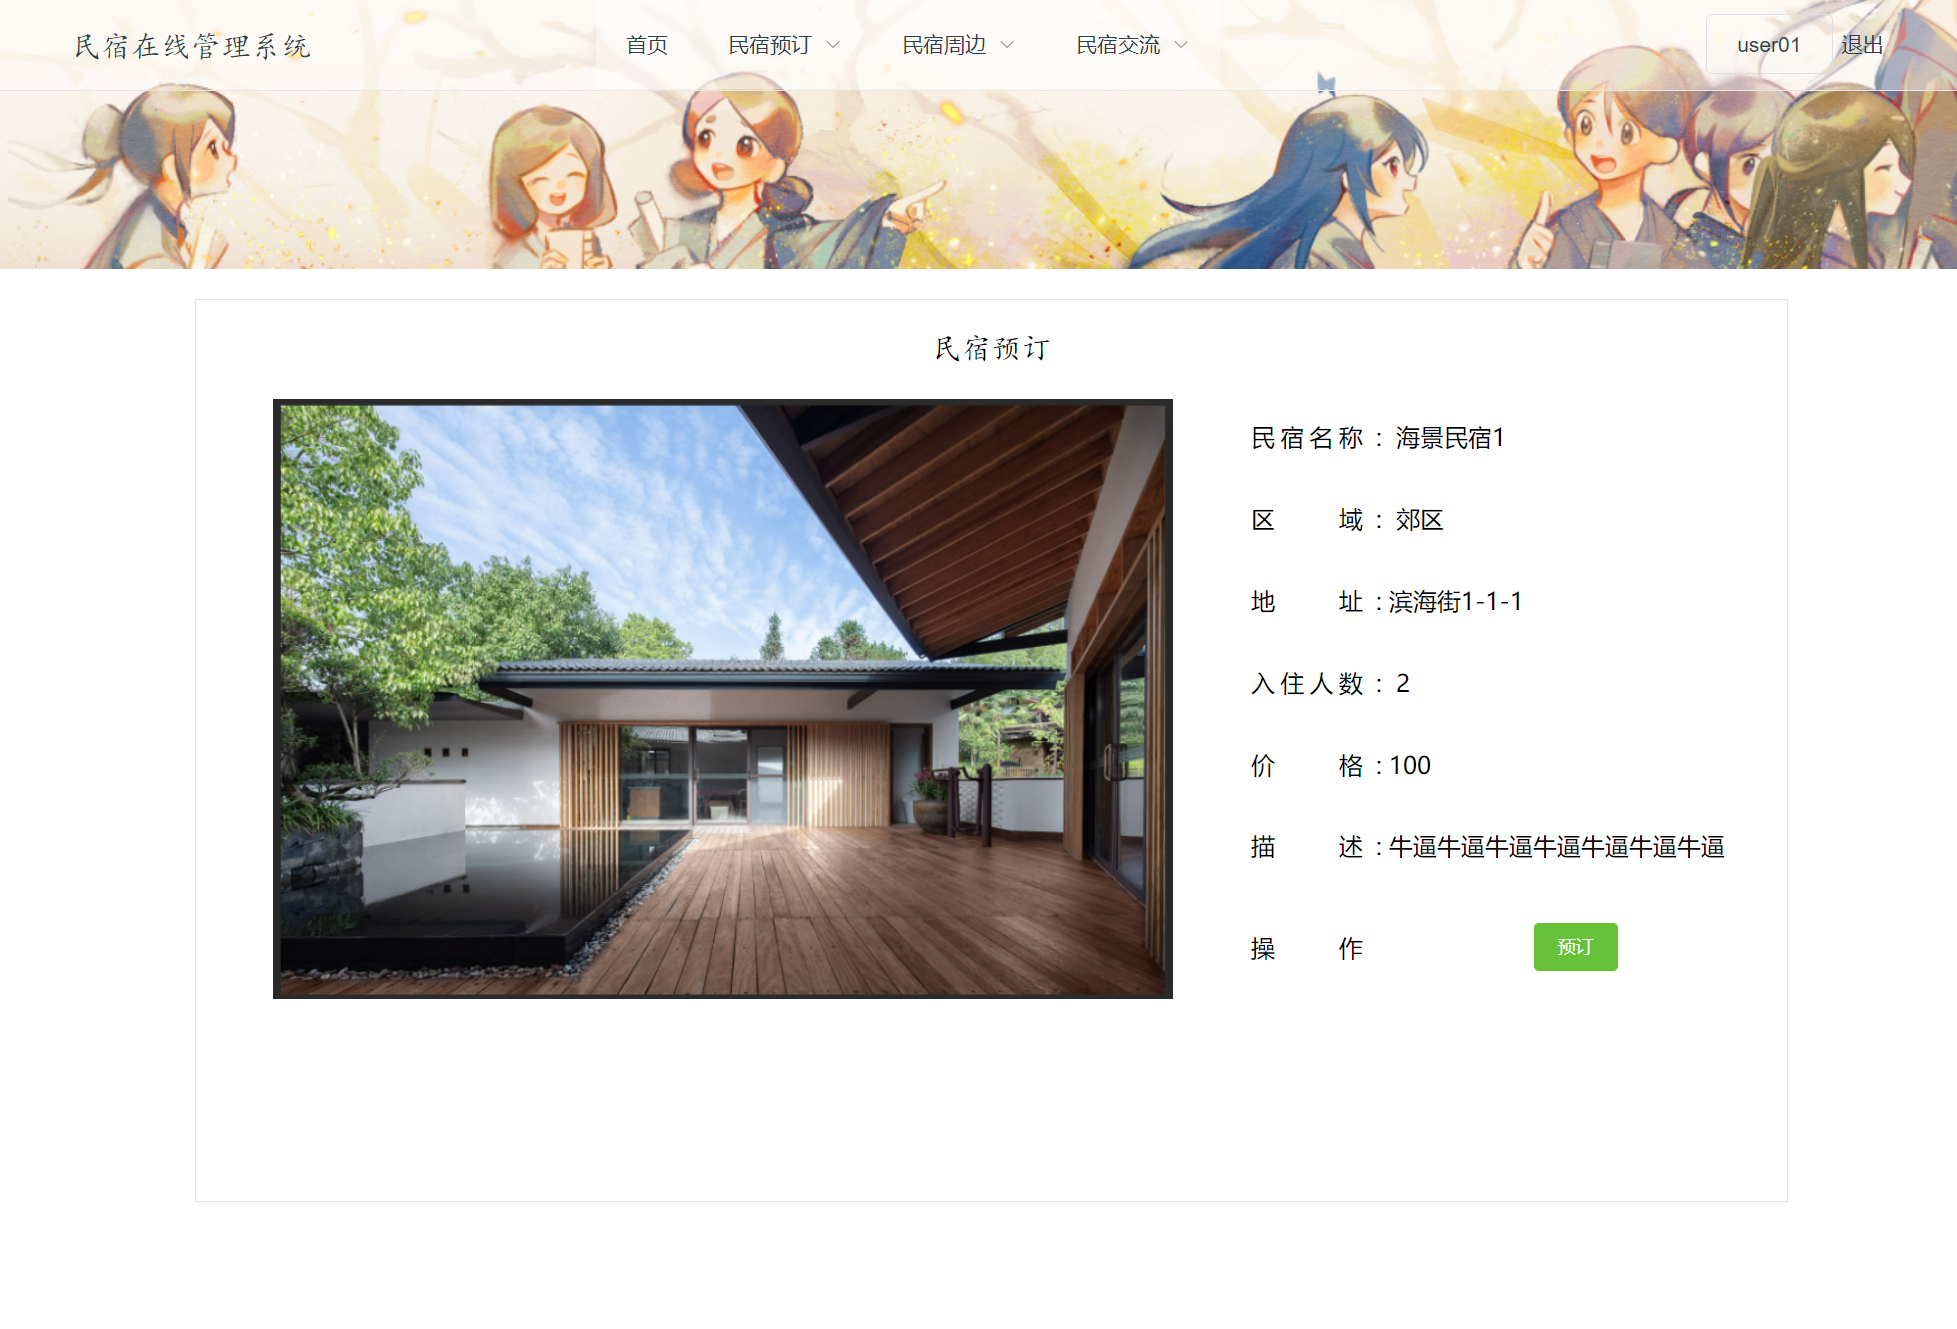 民宿在线管理系统
首页 民宿预订 民宿周边 民宿交流
user01 退出
民宿预订
民宿名称 : 海景民宿1
区 域 : 郊区
地 址 : 滨海街1-1-1
入住人数 : 2
价 格 : 100
描 述 : 牛逼牛逼牛逼牛逼牛逼牛逼牛逼
操 作 预订